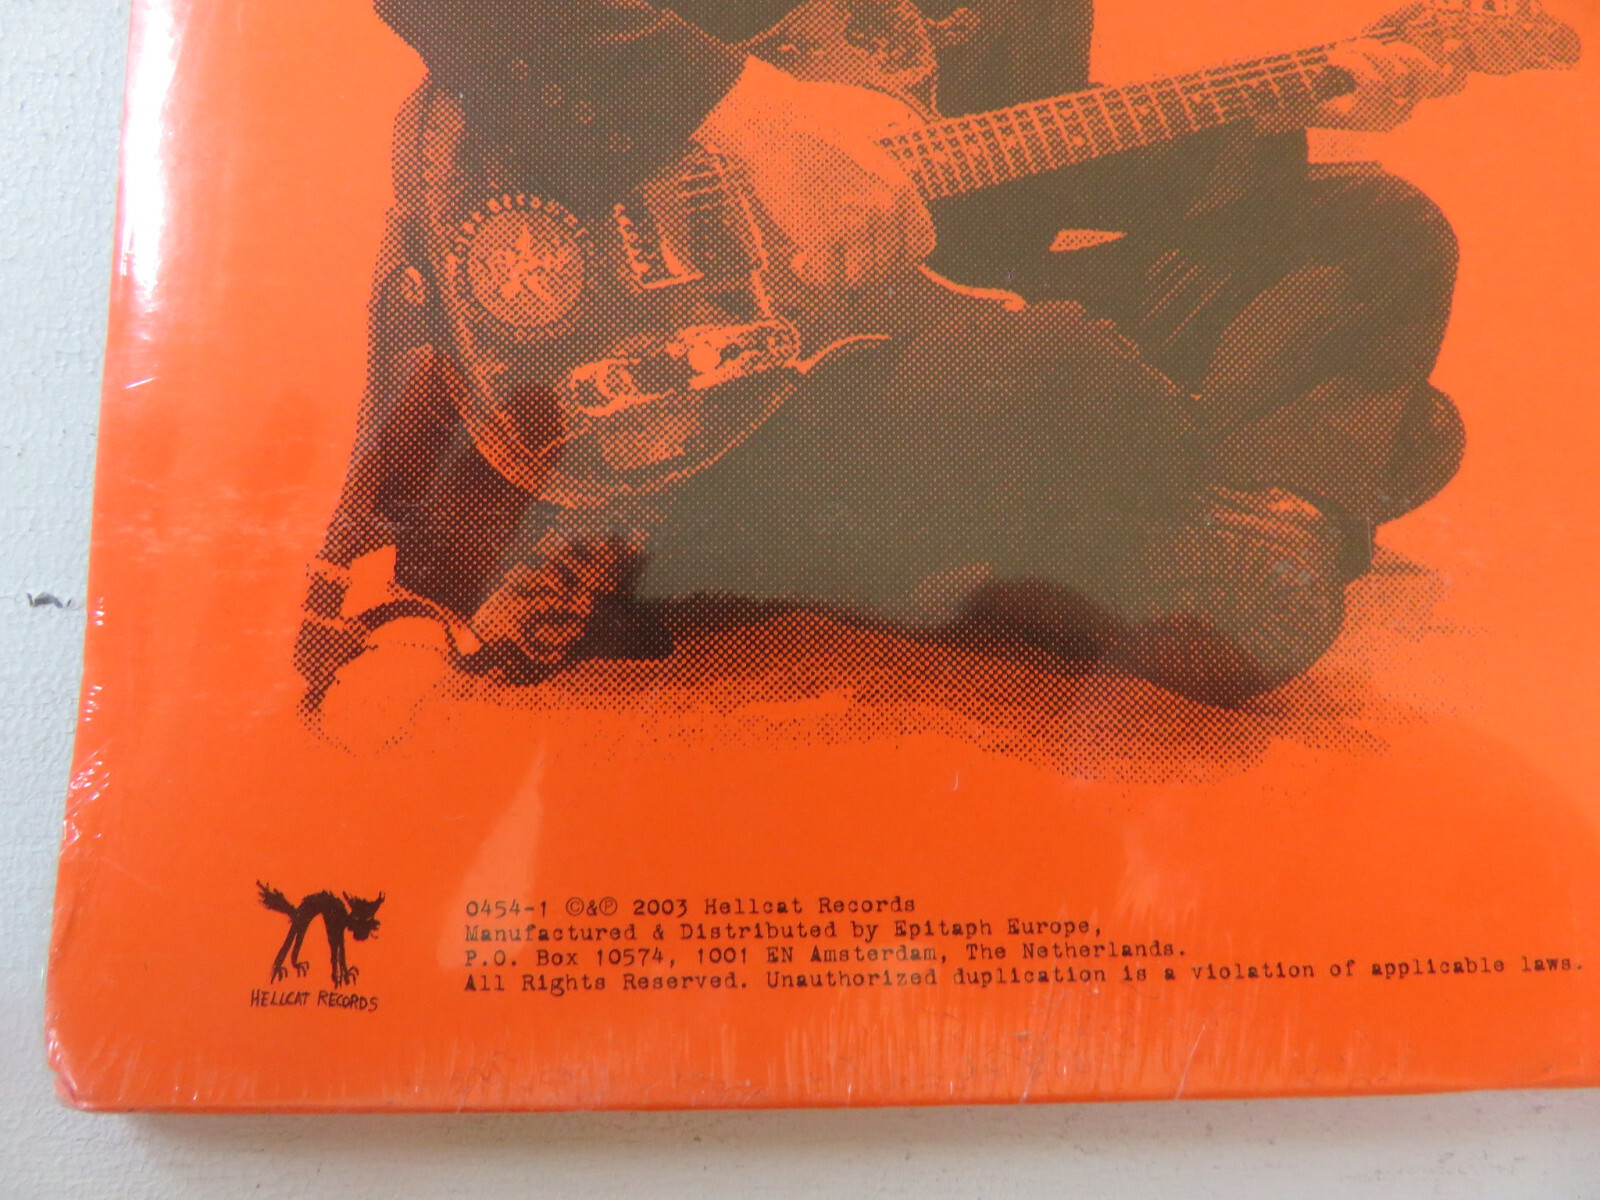 0454-1 ©&℗ 2003 Hellcat Records
Manufactured & Distributed by Epitaph Europe,
P.O. Box 10574, 1001 EN Amsterdam, The Netherlands.
All Rights Reserved. Unauthorized duplication is a violation of applicable laws.
HELLCAT RECORDS